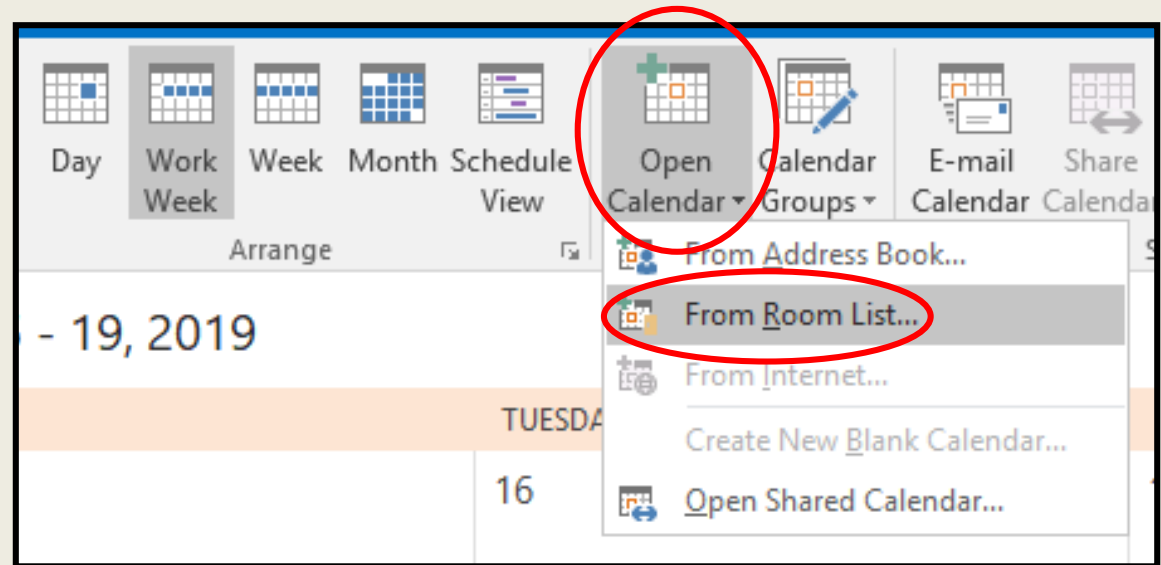 Day Work Week Month Schedule Open Calendar E-mail Share
Week View Calendar Groups Calendar
Arrange
From Address Book...
- 19, 2019
From Room List...
From Internet...
TUESDA
Create New Blank Calendar...
16
Open Shared Calendar...